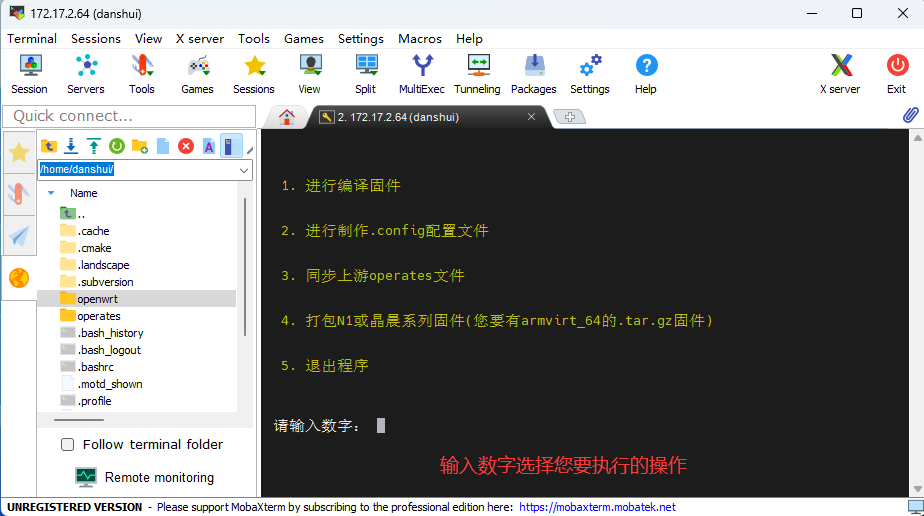 172.17.2.64 (danshui)
Terminal Sessions View X server Tools Games Settings Macros Help
Session Servers Tools Games Sessions View Split MultiExec Tunneling Packages Settings Help X server Exit
Quick connect...
2. 172.17.2.64 (danshui)
/home/danshui/
Name
..
.cache
.cmake
.landscape
.subversion
openwrt
operates
.bash_history
.bash_logout
.bashrc
.motd_shown
.profile
Follow terminal folder
Remote monitoring
1. 进行编译固件
2. 进行制作.config配置文件
3. 同步上游operates文件
4. 打包N1或晶晨系列固件(您要有armvirt_64的.tar.gz固件)
5. 退出程序
请输入数字：
输入数字选择您要执行的操作
UNREGISTERED VERSION - Please support MobaXterm by subscribing to the professional edition here: https://mobaxterm.mobatek.net